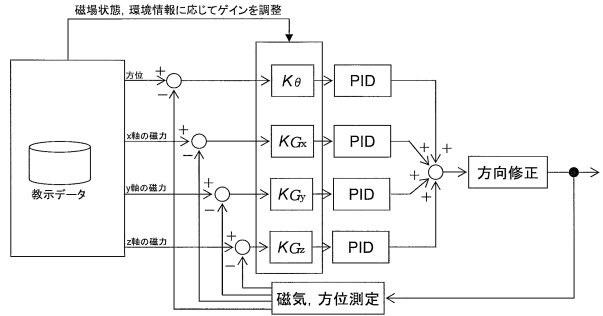 磁場状態，環境情報に応じてゲインを調整
方位
+
−
Kθ
PID
x軸の磁力
+
−
KGx
PID
+
+
教示データ
y軸の磁力
+
−
KGy
PID
+
+
方向修正
z軸の磁力
+
−
KGz
PID
磁気，方位測定